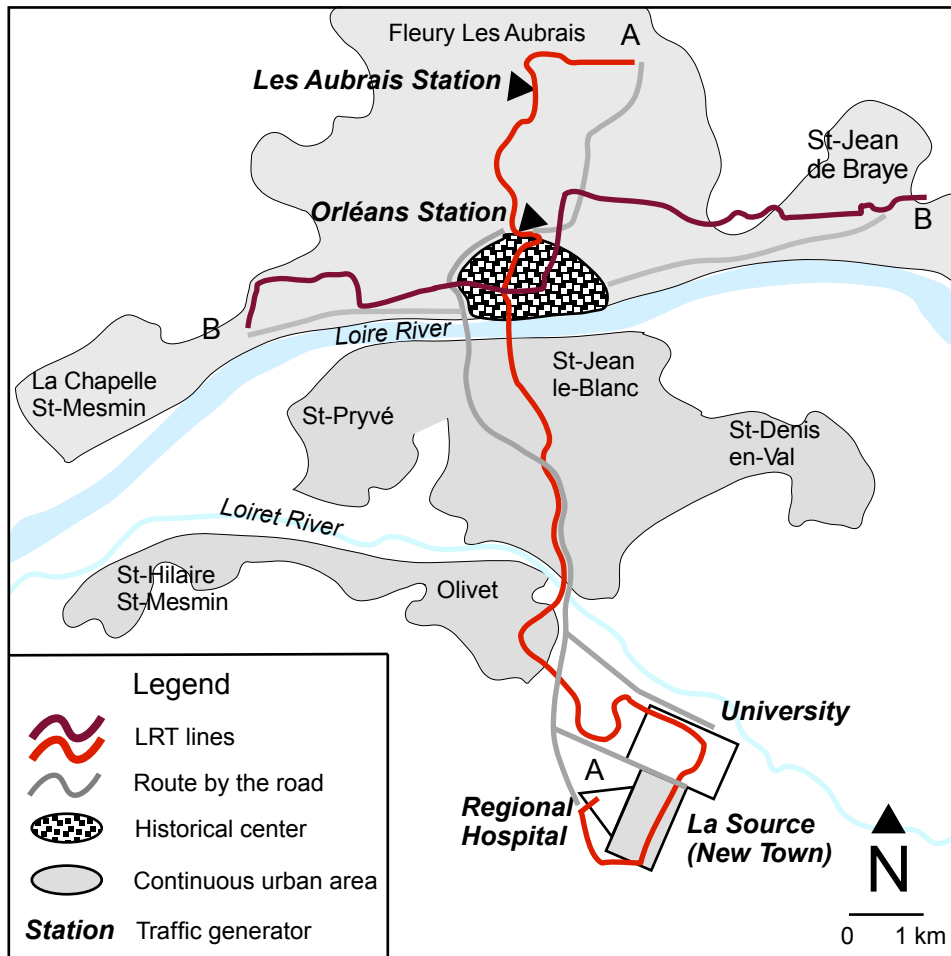 Fleury Les Aubrais
A
Les Aubrais Station
St-Jean
de Braye
Orléans Station
B
B
Loire River
La Chapelle
St-Mesmin
St-Jean
le-Blanc
St-Pryvé
St-Denis
en-Val
Loiret River
St-Hilaire
St-Mesmin
Olivet
University
A
Regional
Hospital
La Source
(New Town)
N
0 1 km
Legend
LRT lines
Route by the road
Historical center
Continuous urban area
Station Traffic generator